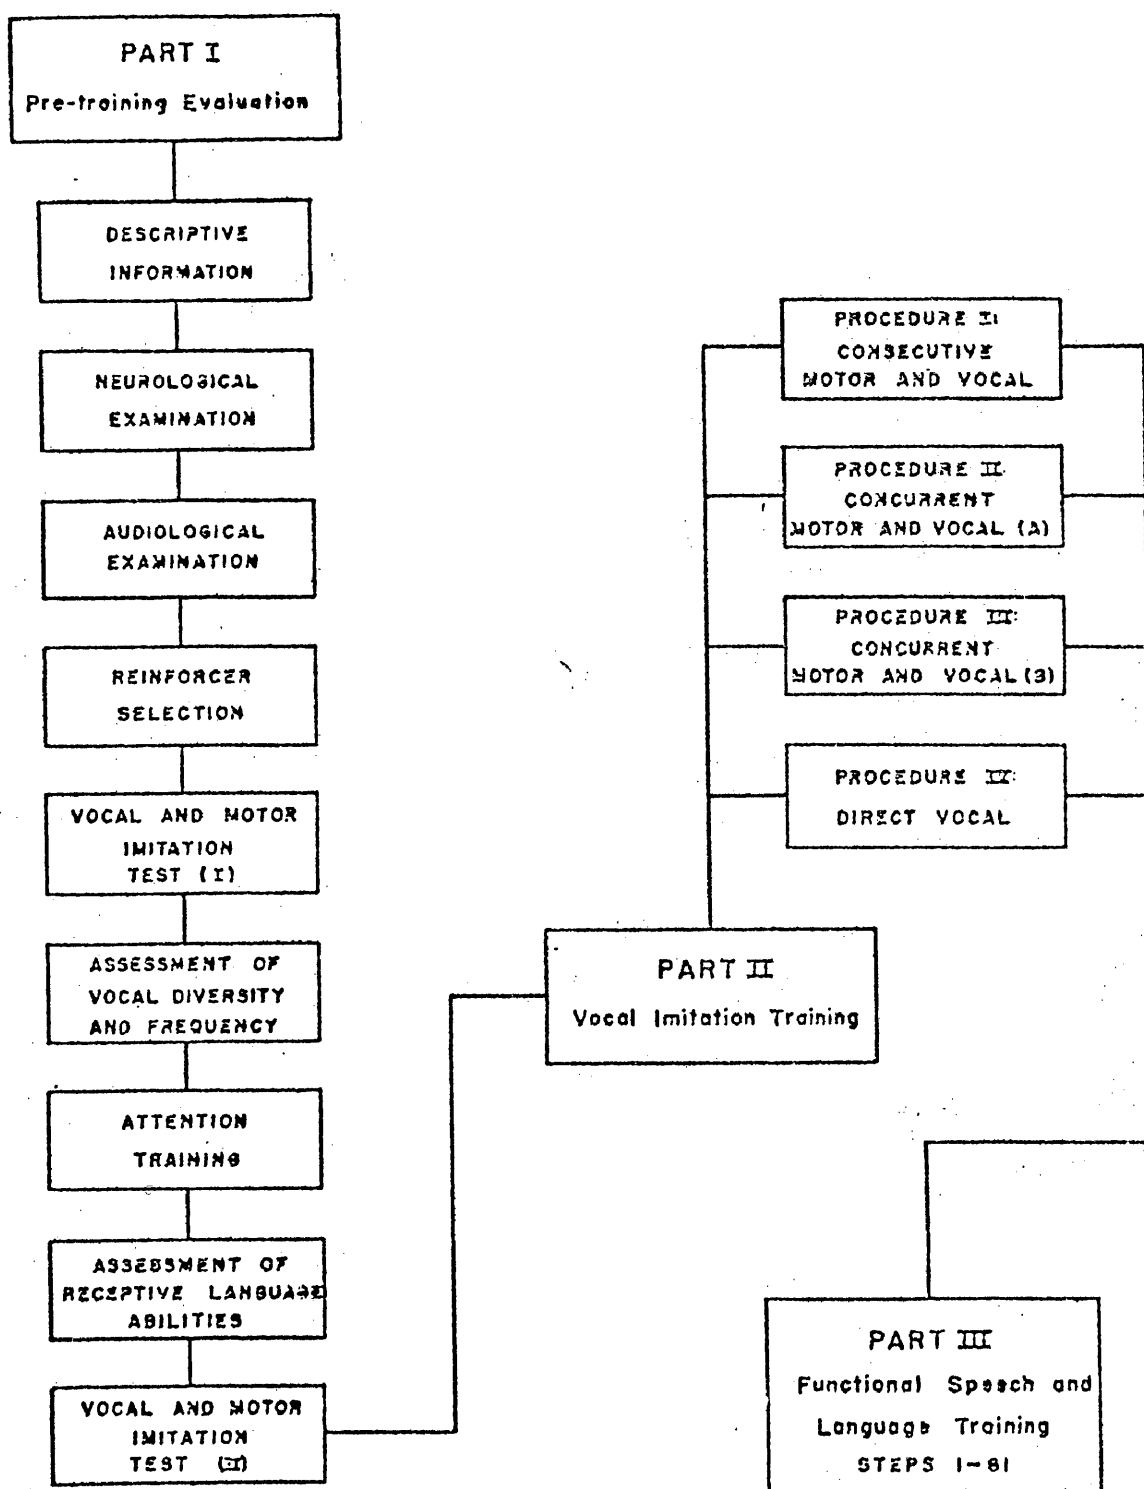 PART I
Pre-training Evaluation
DESCRIPTIVE
INFORMATION
NEUROLOGICAL
EXAMINATION
AUDIOLOGICAL
EXAMINATION
REINFORCER
SELECTION
VOCAL AND MOTOR
IMITATION
TEST (I)
ASSESSMENT OF
VOCAL DIVERSITY
AND FREQUENCY
ATTENTION
TRAINING
ASSESSMENT OF
RECEPTIVE LANGUAGE
ABILITIES
VOCAL AND MOTOR
IMITATION
TEST (II)
PART II
Vocal Imitation Training
PROCEDURE I:
CONSECUTIVE
MOTOR AND VOCAL
PROCEDURE II:
CONCURRENT
MOTOR AND VOCAL (A)
PROCEDURE III:
CONCURRENT
MOTOR AND VOCAL (B)
PROCEDURE IV:
DIRECT VOCAL
PART III
Functional Speech and
Language Training
STEPS